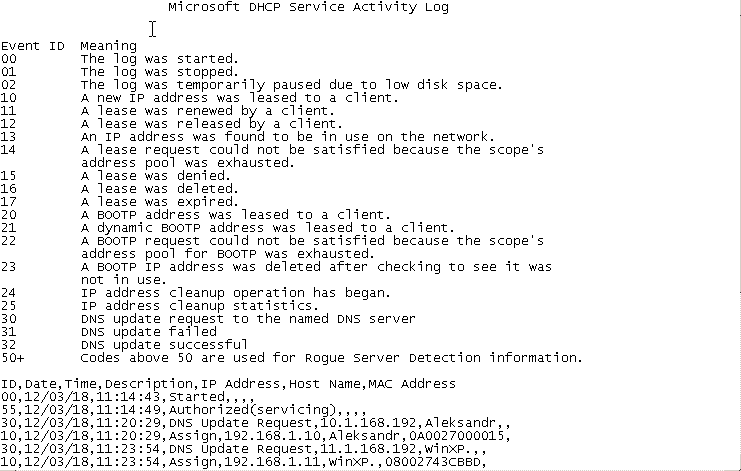 Microsoft DHCP Service Activity Log
Event ID  Meaning
00        The log was started.
01        The log was stopped.
02        The log was temporarily paused due to low disk space.
10        A new IP address was leased to a client.
11        A lease was renewed by a client.
12        A lease was released by a client.
13        An IP address was found to be in use on the network.
14        A lease request could not be satisfied because the scope's
          address pool was exhausted.
15        A lease was denied.
16        A lease was deleted.
17        A lease was expired.
20        A BOOTP address was leased to a client.
21        A dynamic BOOTP address was leased to a client.
22        A BOOTP request could not be satisfied because the scope's
          address pool for BOOTP was exhausted.
23        A BOOTP IP address was deleted after checking to see it was
          not in use.
24        IP address cleanup operation has began.
25        IP address cleanup statistics.
30        DNS update request to the named DNS server
31        DNS update failed
32        DNS update successful
50+       Codes above 50 are used for Rogue Server Detection information.
ID,Date,Time,Description,IP Address,Host Name,MAC Address
00,12/03/18,11:14:43,Started,,,,
55,12/03/18,11:14:49,Authorized(servicing),,,,
30,12/03/18,11:20:29,DNS Update Request,10.1.168.192,Aleksandr,,
10,12/03/18,11:20:29,Assign,192.168.1.10,Aleksandr,0A0027000015,
30,12/03/18,11:23:54,DNS Update Request,11.1.168.192,WinXP.,,
10,12/03/18,11:23:54,Assign,192.168.1.11,WinXP.,08002743CBBD,